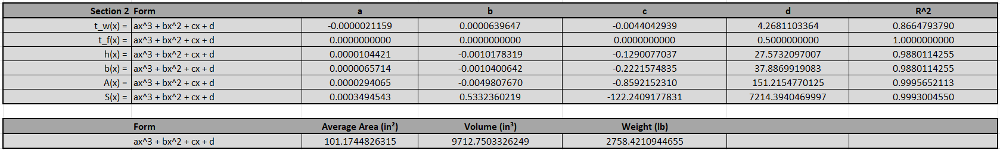 Section 2 Form a b c d R^2
t_w(x) = ax^3 + bx^2 + cx + d -0.0000021159 0.0000639647 -0.0044042939 4.2681103364 0.8664793790
t_f(x) = ax^3 + bx^2 + cx + d 0.0000000000 0.0000000000 0.0000000000 0.5000000000 1.0000000000
h(x) = ax^3 + bx^2 + cx + d 0.0000104421 -0.0010178319 -0.1290077037 27.5732097007 0.9880114255
b(x) = ax^3 + bx^2 + cx + d 0.0000065714 -0.0010400642 -0.2221574835 37.8869919083 0.9880114255
A(x) = ax^3 + bx^2 + cx + d 0.0000294065 -0.0049807670 -0.8592152310 151.2154770125 0.9995652113
S(x) = ax^3 + bx^2 + cx + d 0.0003494543 0.5332360219 -122.2409177831 7214.3940469997 0.9993004550
Form Average Area (in²) Volume (in³) Weight (lb)
ax^3 + bx^2 + cx + d 101.1744826315 9712.7503326249 2758.4210944655